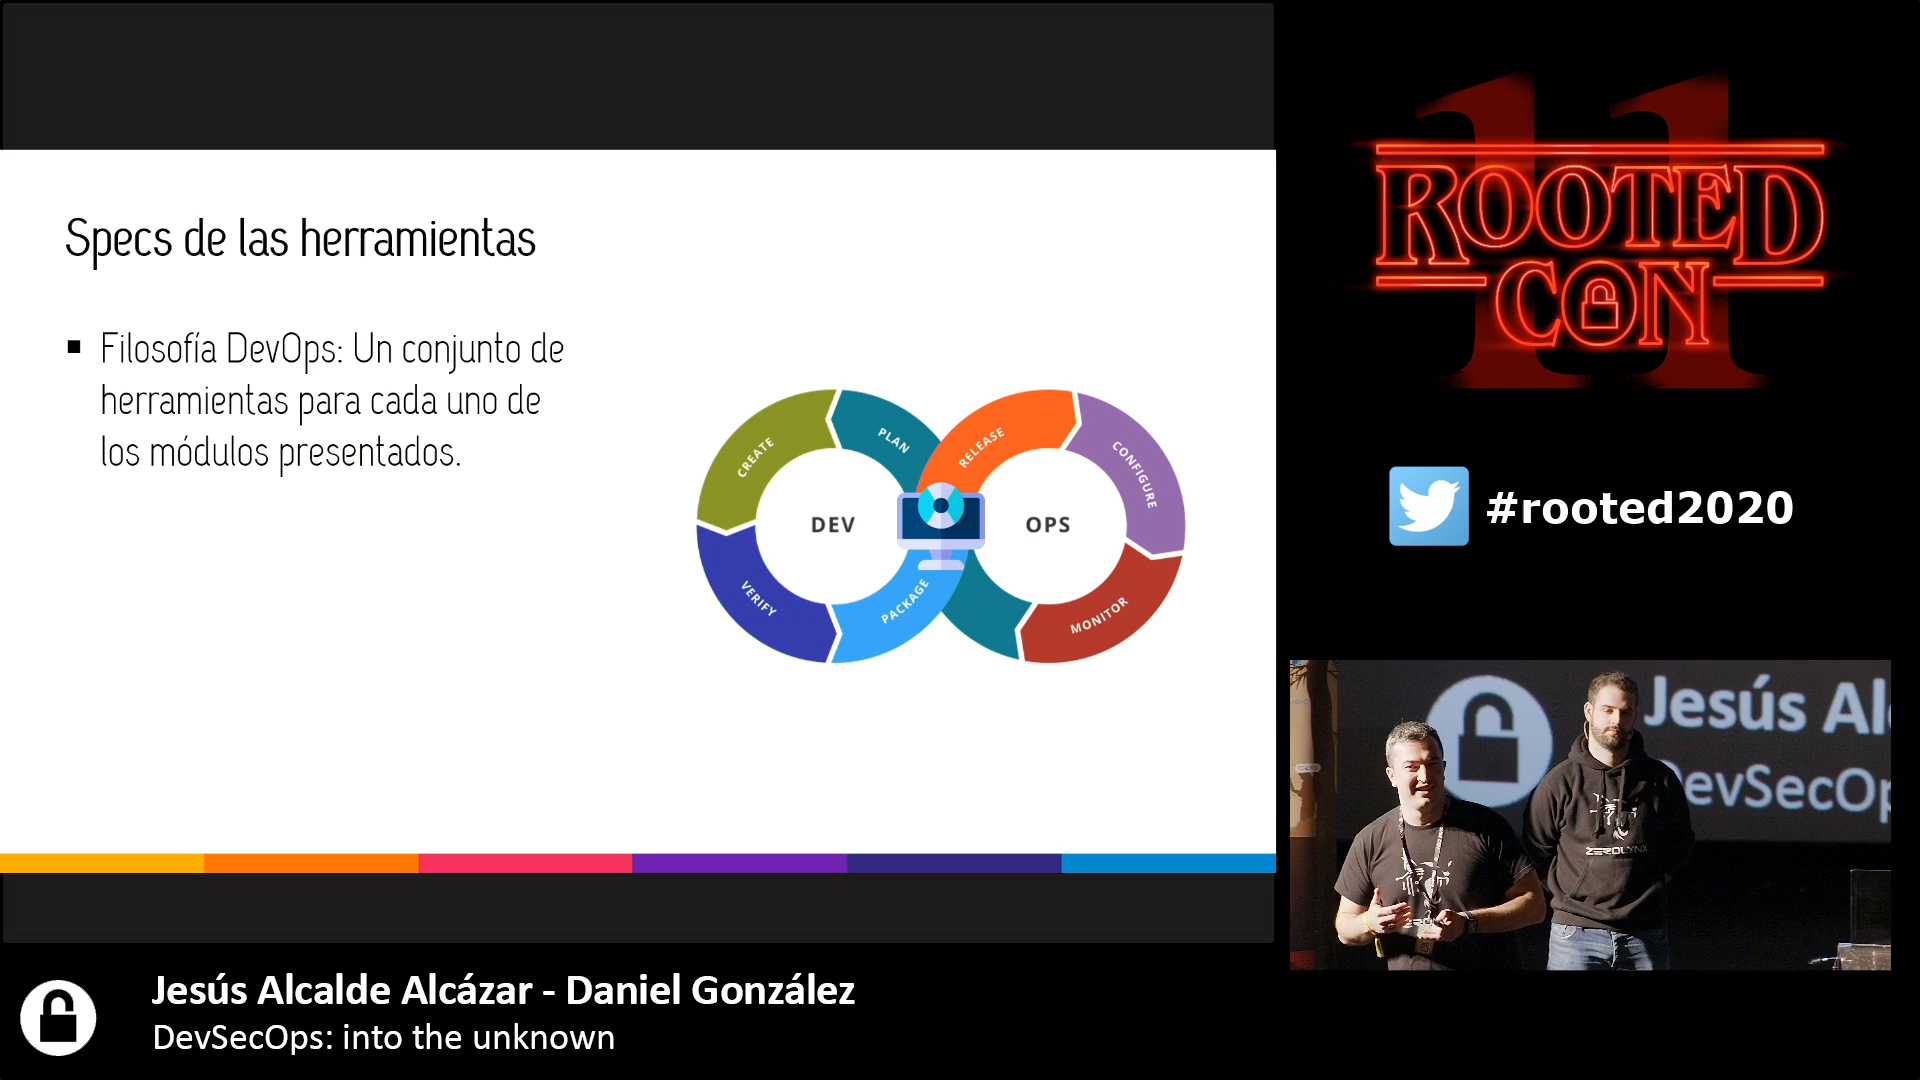 Specs de las herramientas
▪ Filosofía DevOps: Un conjunto de
herramientas para cada uno de
los módulos presentados.
CREATE
PLAN
RELEASE
CONFIGURE
DEV
OPS
VERIFY
PACKAGE
MONITOR
11
ROOTED
CON
#rooted2020
Jesús Al
DevSecOp
ZEROLYNX
Jesús Alcalde Alcázar - Daniel González
DevSecOps: into the unknown